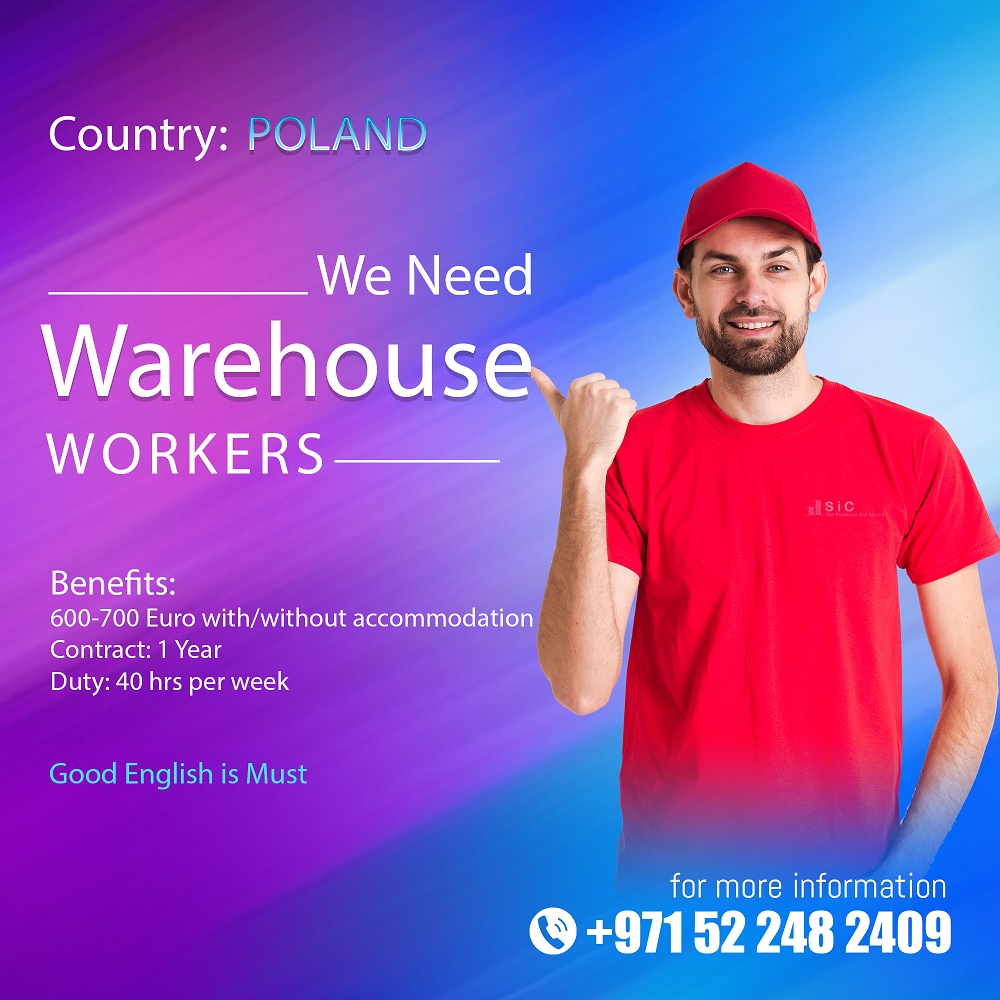 Country: POLAND
We Need
Warehouse
WORKERS
SiC
Benefits:
600-700 Euro with/without accommodation
Contract: 1 Year
Duty: 40 hrs per week
Good English is Must
for more information
+971 52 248 2409